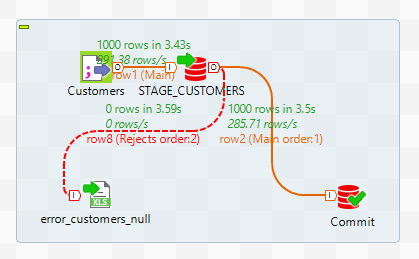 1000 rows in 3.43s
291.38 rows/s
row1 (Main)
O
I
O
Customers
STAGE_CUSTOMERS
0 rows in 3.59s
0 rows/s
row8 (Rejects order:2)
1000 rows in 3.5s
285.71 rows/s
row2 (Main order:1)
I
XLS
I
error_customers_null
Commit